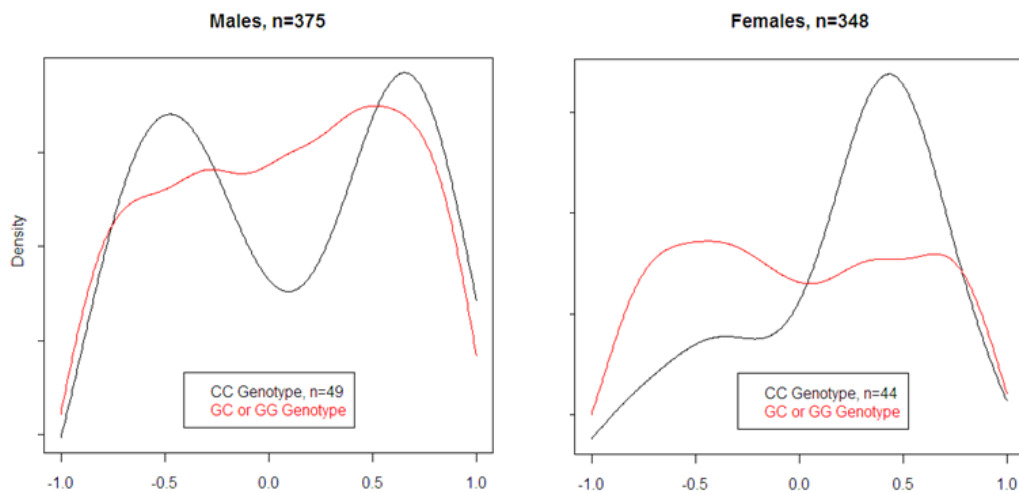 Males, n=375
Density
CC Genotype, n=49
GC or GG Genotype
-1.0 -0.5 0.0 0.5 1.0
Females, n=348
CC Genotype, n=44
GC or GG Genotype
-1.0 -0.5 0.0 0.5 1.0